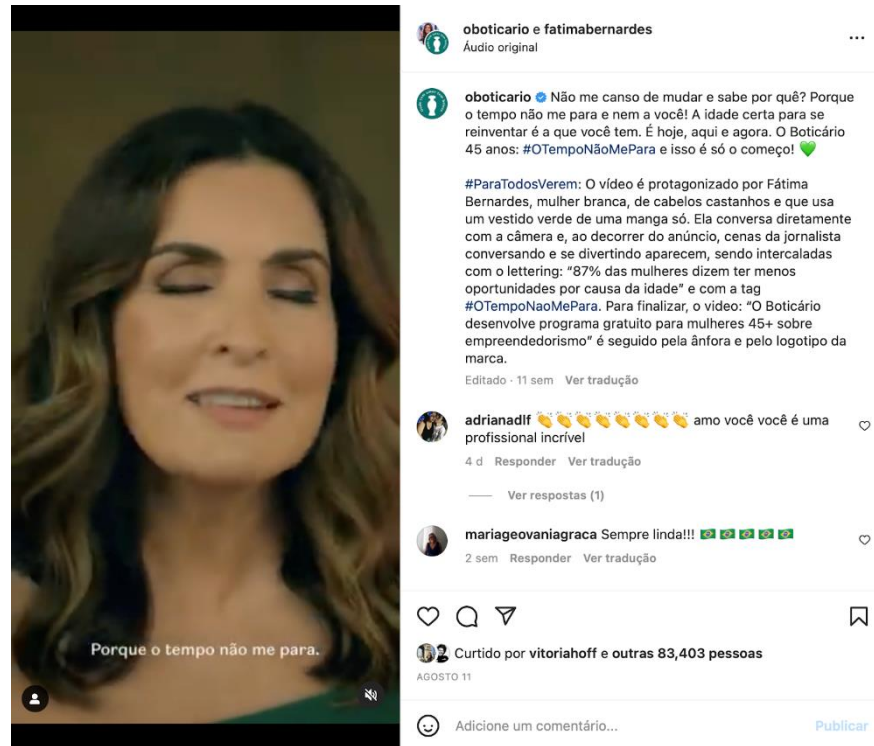 Porque o tempo não me para.
oboticario e fatimabernardes
Áudio original
oboticario Não me canso de mudar e sabe por quê? Porque
o tempo não me para e nem a você! A idade certa para se
reinventar é a que você tem. É hoje, aqui e agora. O Boticário
45 anos: #OTempoNãoMePara e isso é só o começo! 💚
#ParaTodosVerem: O vídeo é protagonizado por Fátima
Bernardes, mulher branca, de cabelos castanhos e que usa
um vestido verde de uma manga só. Ela conversa diretamente
com a câmera e, ao decorrer do anúncio, cenas da jornalista
conversando e se divertindo aparecem, sendo intercaladas
com o lettering: “87% das mulheres dizem ter menos
oportunidades por causa da idade” e com a tag
#OTempoNaoMePara. Para finalizar, o video: “O Boticário
desenvolve programa gratuito para mulheres 45+ sobre
empreendedorismo” é seguido pela ânfora e pelo logotipo da
marca.
Editado · 11 sem Ver tradução
adrianadlf 👏👏👏👏👏👏👏👏 amo você você é uma
profissional incrível
4 d Responder Ver tradução
Ver respostas (1)
mariageovaniagraca Sempre linda!!! 🇧🇷🇧🇷🇧🇷🇧🇷🇧🇷
2 sem Responder Ver tradução
Curtido por vitoriahoff e outras 83,403 pessoas
AGOSTO 11
Adicione um comentário... Publicar